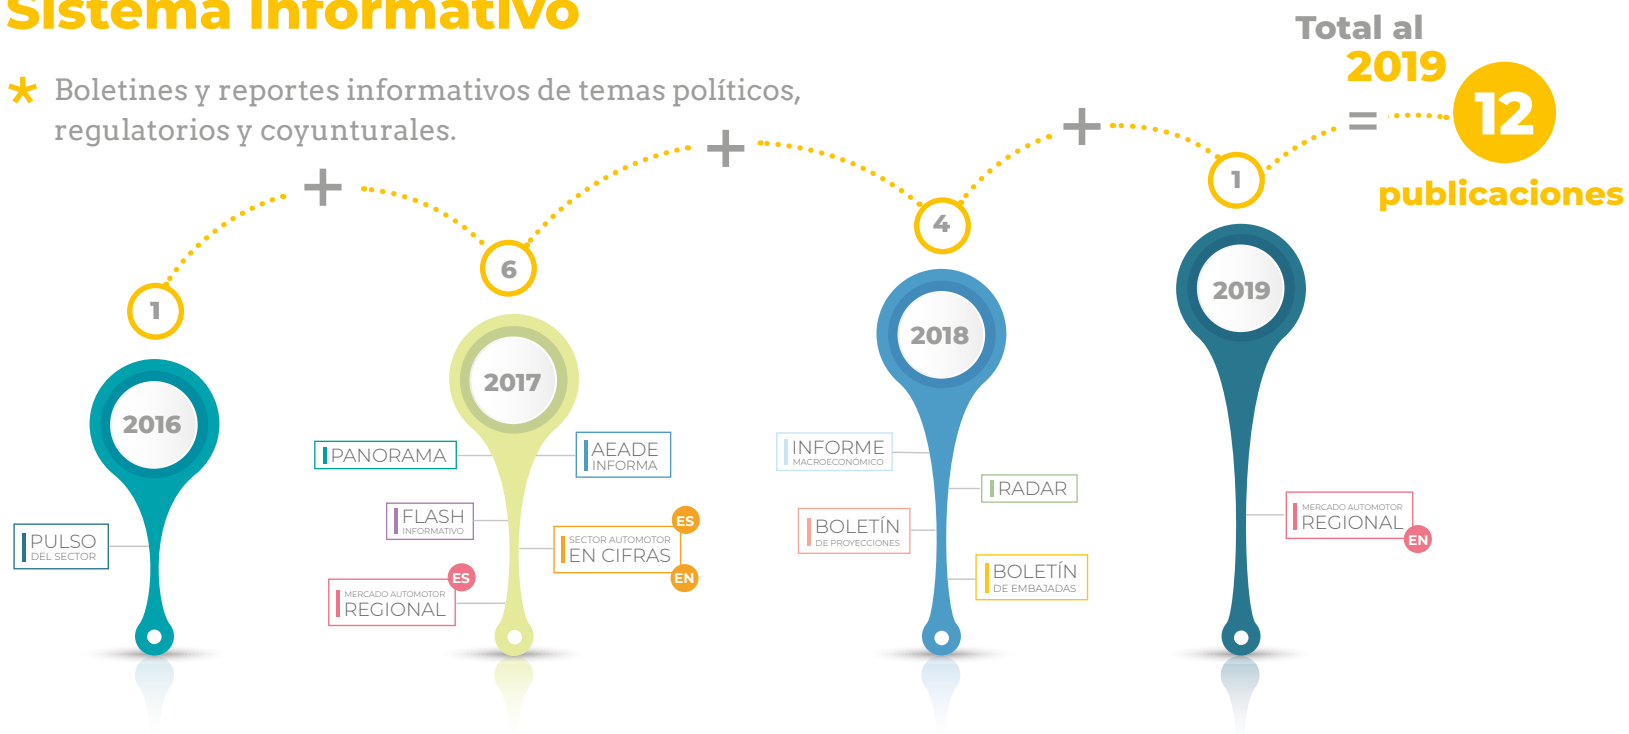 Sistema Informativo
* Boletines y reportes informativos de temas políticos,
regulatorios y coyunturales.
Total al
2019
12
publicaciones
+
+
+
=
1
2016
PULSO
DEL SECTOR
6
2017
PANORAMA
AEADE
INFORMA
FLASH
INFORMATIVO
SECTOR AUTOMOTOR
EN CIFRAS
ES
EN
MERCADO AUTOMOTOR
REGIONAL
ES
4
2018
INFORME
MACROECONÓMICO
RADAR
BOLETÍN
DE PROYECCIONES
BOLETÍN
DE EMBAJADAS
1
2019
MERCADO AUTOMOTOR
REGIONAL
EN